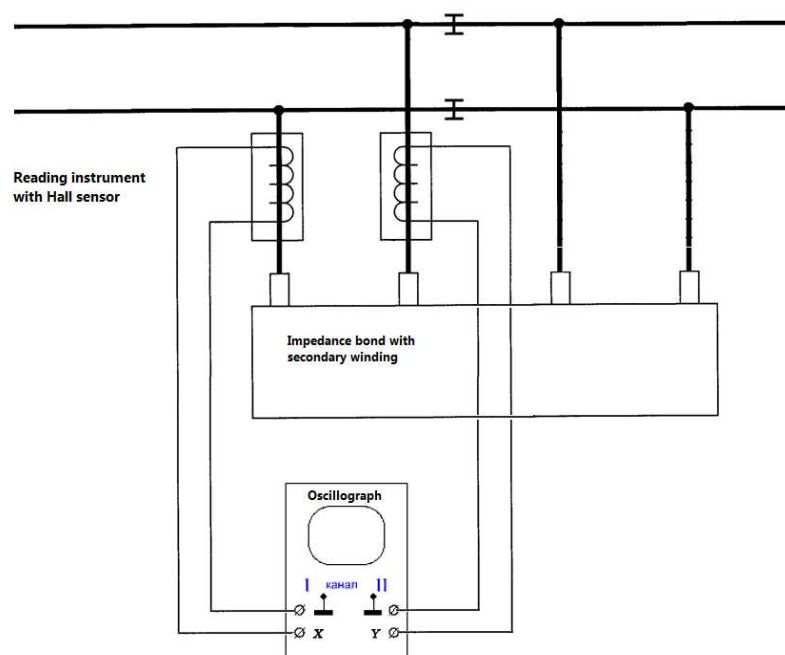 Reading instrument
with Hall sensor
Impedance bond with
secondary winding
Oscillograph
I канал II
X Y